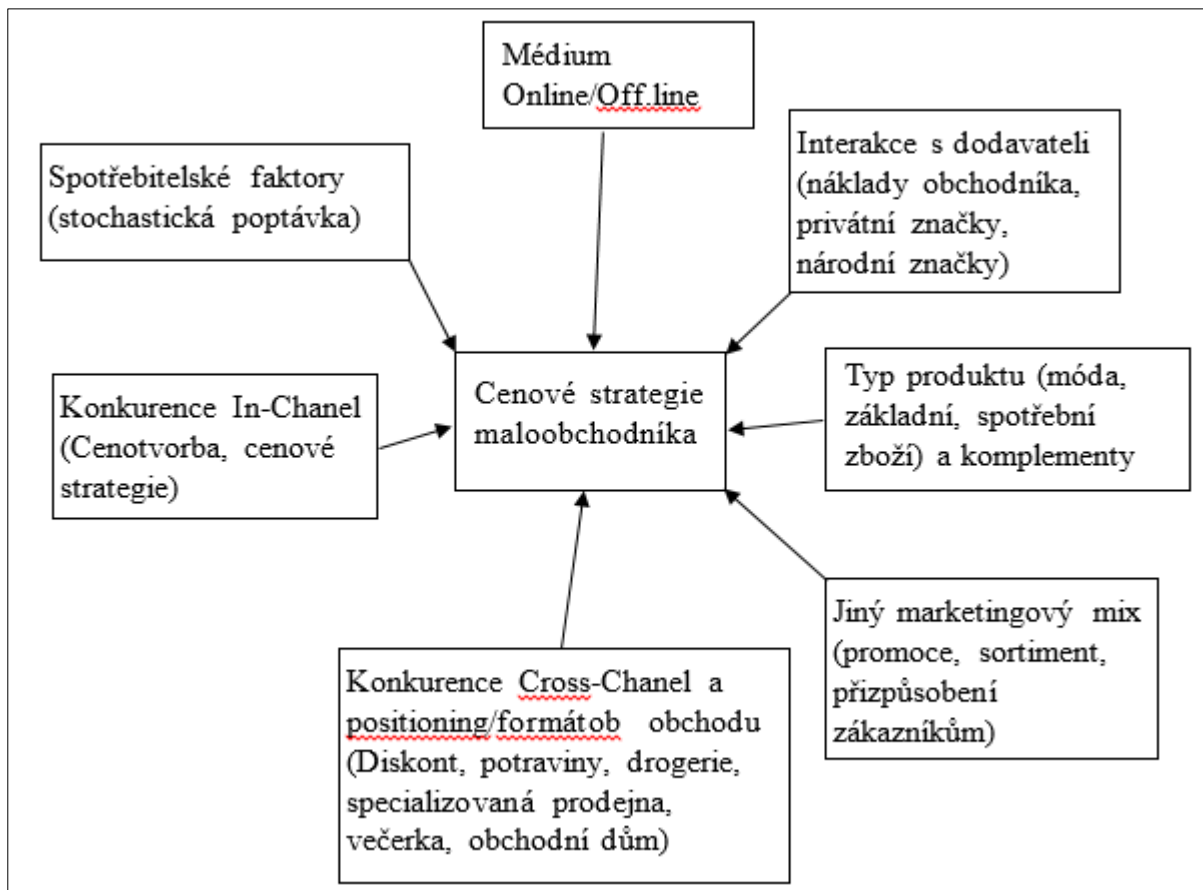 Médium
Online/Off.line
Spotřebitelské faktory
(stochastická poptávka)
Interakce s dodavateli
(náklady obchodníka,
privátní značky,
národní značky)
Konkurence In-Chanel
(Cenotvorba, cenové
strategie)
Cenové strategie
maloobchodníka
Typ produktu (móda,
základní, spotřební
zboží) a komplementy
Konkurence Cross-Chanel a
positioning/formátob obchodu
(Diskont, potraviny, drogerie,
specializovaná prodejna,
večerka, obchodní dům)
Jiný marketingový mix
(promoce, sortiment,
přizpůsobení
zákazníkům)